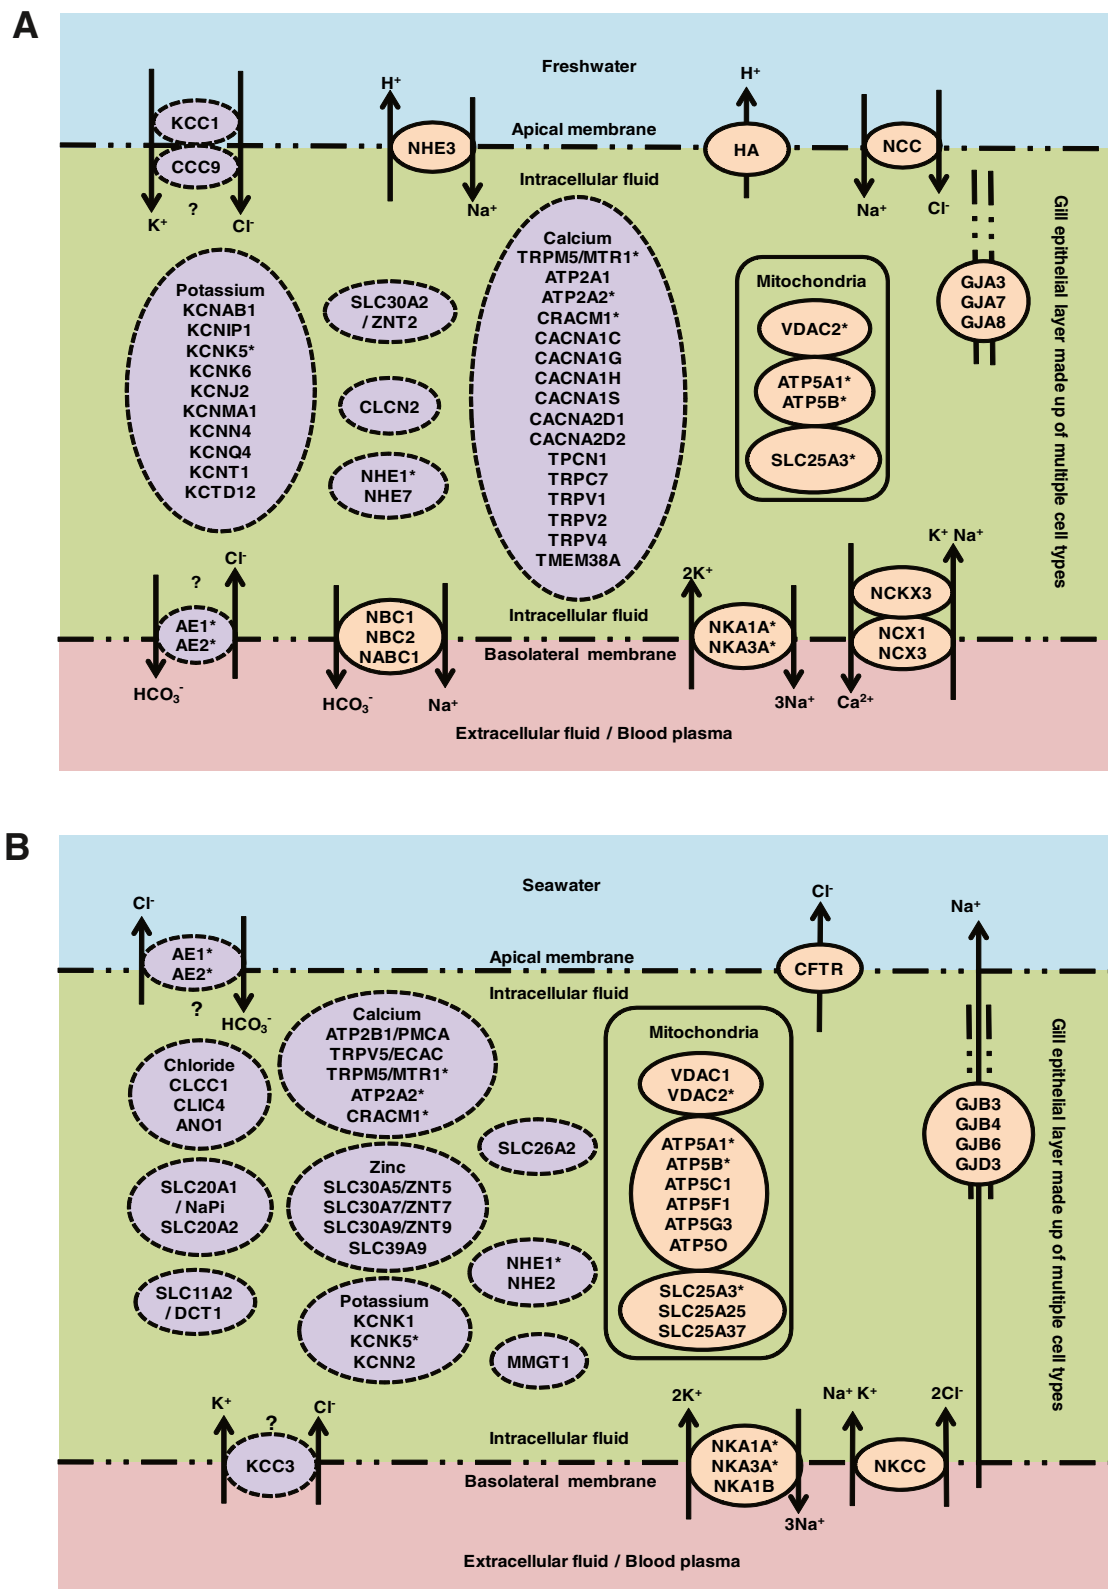 A
Freshwater
H⁺
H⁺
KCC1
Apical membrane
NHE3
HA
NCC
CCC9
Intracellular fluid
?
K⁺
Cl⁻
Na⁺
Na⁺
Cl⁻
Gill epithelial layer made up of multiple cell types
Potassium
KCNAB1
KCNIP1
KCNK5*
KCNK6
KCNJ2
KCNMA1
KCNN4
KCNQ4
KCNT1
KCTD12
SLC30A2
/ ZNT2
CLCN2
NHE1*
NHE7
Calcium
TRPM5/MTR1*
ATP2A1
ATP2A2*
CRACM1*
CACNA1C
CACNA1G
CACNA1H
CACNA1S
CACNA2D1
CACNA2D2
TPCN1
TRPC7
TRPV1
TRPV2
TRPV4
TMEM38A
Mitochondria
VDAC2*
ATP5A1*
ATP5B*
SLC25A3*
GJA3
GJA7
GJA8
Cl⁻
?
AE1*
AE2*
HCO₃⁻
NBC1
NBC2
NABC1
HCO₃⁻
Na⁺
Intracellular fluid
Basolateral membrane
2K⁺
NKA1A*
NKA3A*
3Na⁺
K⁺ Na⁺
NCKX3
NCX1
NCX3
Ca²⁺
Extracellular fluid / Blood plasma
B
Seawater
Cl⁻
Cl⁻
Na⁺
AE1*
AE2*
Apical membrane
CFTR
Intracellular fluid
?
HCO₃⁻
Gill epithelial layer made up of multiple cell types
Chloride
CLCC1
CLIC4
ANO1
Calcium
ATP2B1/PMCA
TRPV5/ECAC
TRPM5/MTR1*
ATP2A2*
CRACM1*
SLC26A2
SLC20A1
/ NaPi
SLC20A2
Zinc
SLC30A5/ZNT5
SLC30A7/ZNT7
SLC30A9/ZNT9
SLC39A9
NHE1*
NHE2
SLC11A2
/ DCT1
Potassium
KCNK1
KCNK5*
KCNN2
MMGT1
Mitochondria
VDAC1
VDAC2*
ATP5A1*
ATP5B*
ATP5C1
ATP5F1
ATP5G3
ATP5O
SLC25A3*
SLC25A25
SLC25A37
GJB3
GJB4
GJB6
GJD3
K⁺
?
Cl⁻
KCC3
Intracellular fluid
Basolateral membrane
2K⁺
NKA1A*
NKA3A*
NKA1B
3Na⁺
Na⁺ K⁺
2Cl⁻
NKCC
Extracellular fluid / Blood plasma